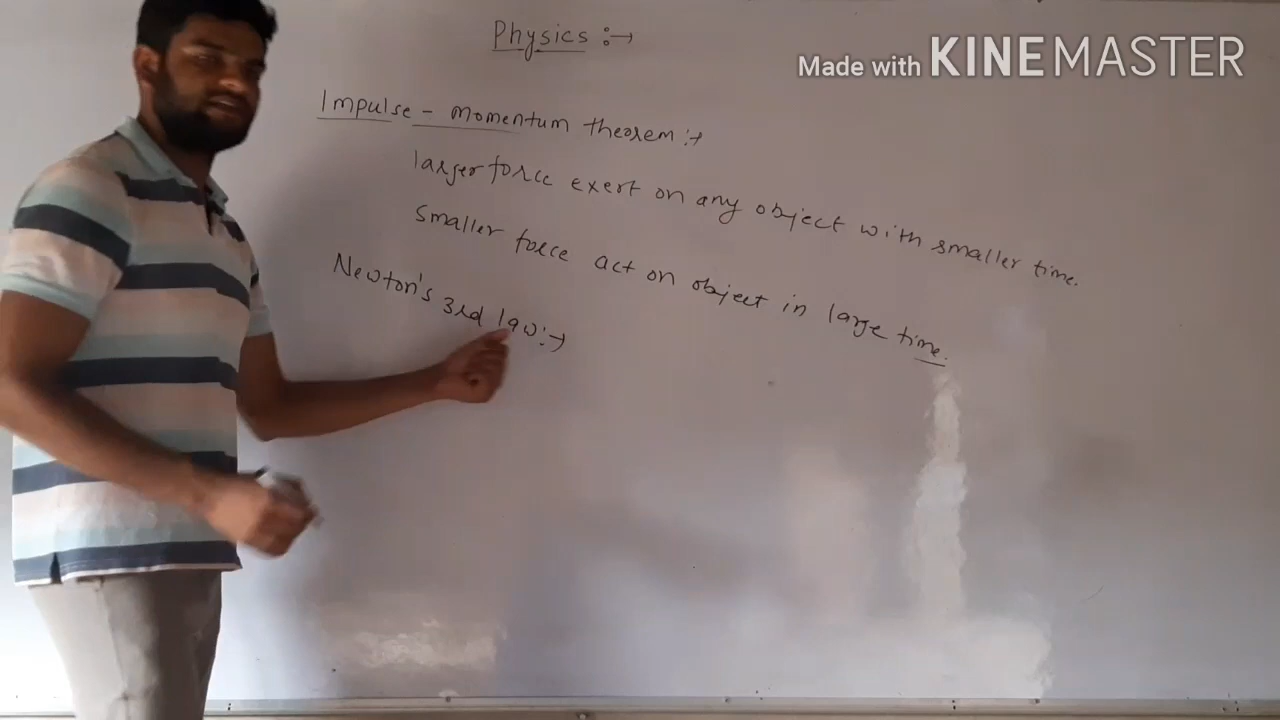 Physics :→
Made with KINEMASTER
Impulse - momentum theorem :→
larger force exert on any object with smaller time.
smaller force act on object in large time.
Newton's 3rd law :→